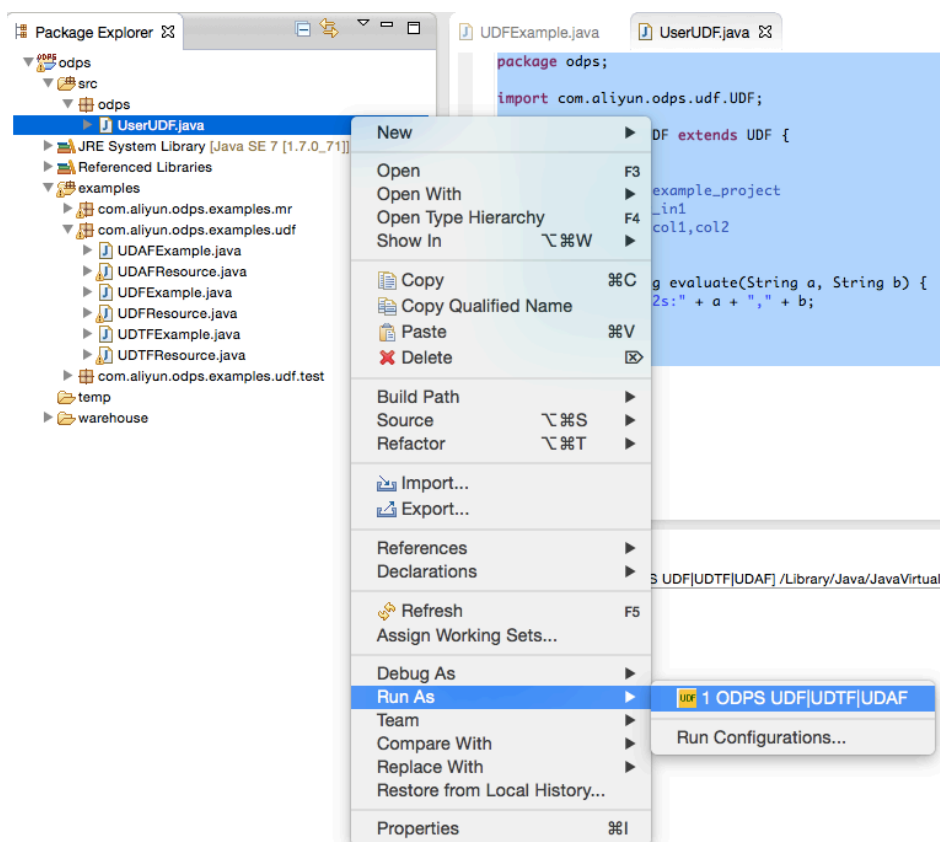 Package Explorer
odps
src
odps
UserUDF.java
JRE System Library [Java SE 7 [1.7.0_71]]
Referenced Libraries
examples
com.aliyun.odps.examples.mr
com.aliyun.odps.examples.udf
UDAFExample.java
UDAFResource.java
UDFExample.java
UDFResource.java
UDTFExample.java
UDTFResource.java
com.aliyun.odps.examples.udf.test
temp
warehouse
UDFExample.java
UserUDF.java
package odps;
import com.aliyun.odps.udf.UDF;
DF extends UDF {
example_project
_in1
col1,col2
g evaluate(String a, String b) {
2s:" + a + "," + b;
S UDF|UDTF|UDAF] /Library/Java/JavaVirtual
New
Open F3
Open With
Open Type Hierarchy F4
Show In ⌥⌘W
Copy ⌘C
Copy Qualified Name
Paste ⌘V
Delete ⌦
Build Path
Source ⌥⌘S
Refactor ⌥⌘T
Import...
Export...
References
Declarations
Refresh F5
Assign Working Sets...
Debug As
Run As
Team
Compare With
Replace With
Restore from Local History...
Properties ⌘I
UDF 1 ODPS UDF|UDTF|UDAF
Run Configurations...